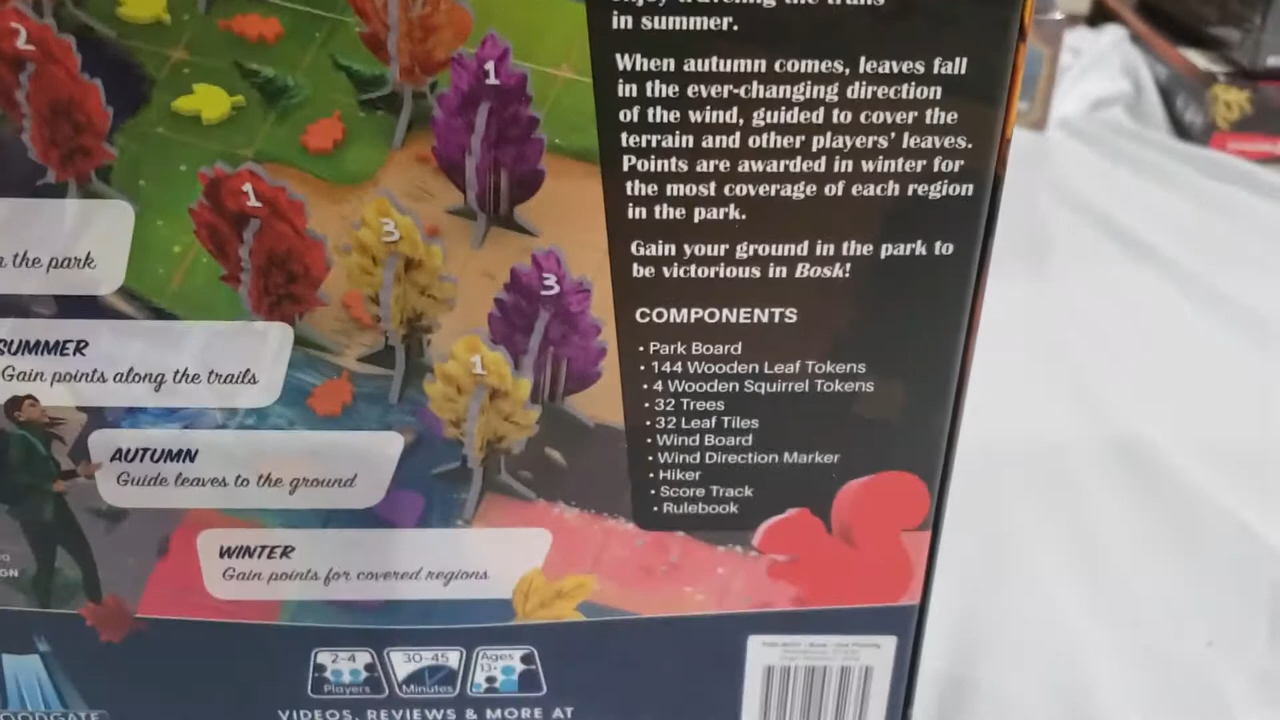 in summer.
When autumn comes, leaves fall
in the ever-changing direction
of the wind, guided to cover the
terrain and other players' leaves.
Points are awarded in winter for
the most coverage of each region
in the park.
Gain your ground in the park to
be victorious in Bosk!
COMPONENTS
• Park Board
• 144 Wooden Leaf Tokens
• 4 Wooden Squirrel Tokens
• 32 Trees
• 32 Leaf Tiles
• Wind Board
• Wind Direction Marker
• Hiker
• Score Track
• Rulebook
2
1
1
3
3
1
the park
SUMMER
Gain points along the trails
AUTUMN
Guide leaves to the ground
WINTER
Gain points for covered regions
2-4
Players
30-45
Minutes
Ages
13+
VIDEOS, REVIEWS & MORE AT